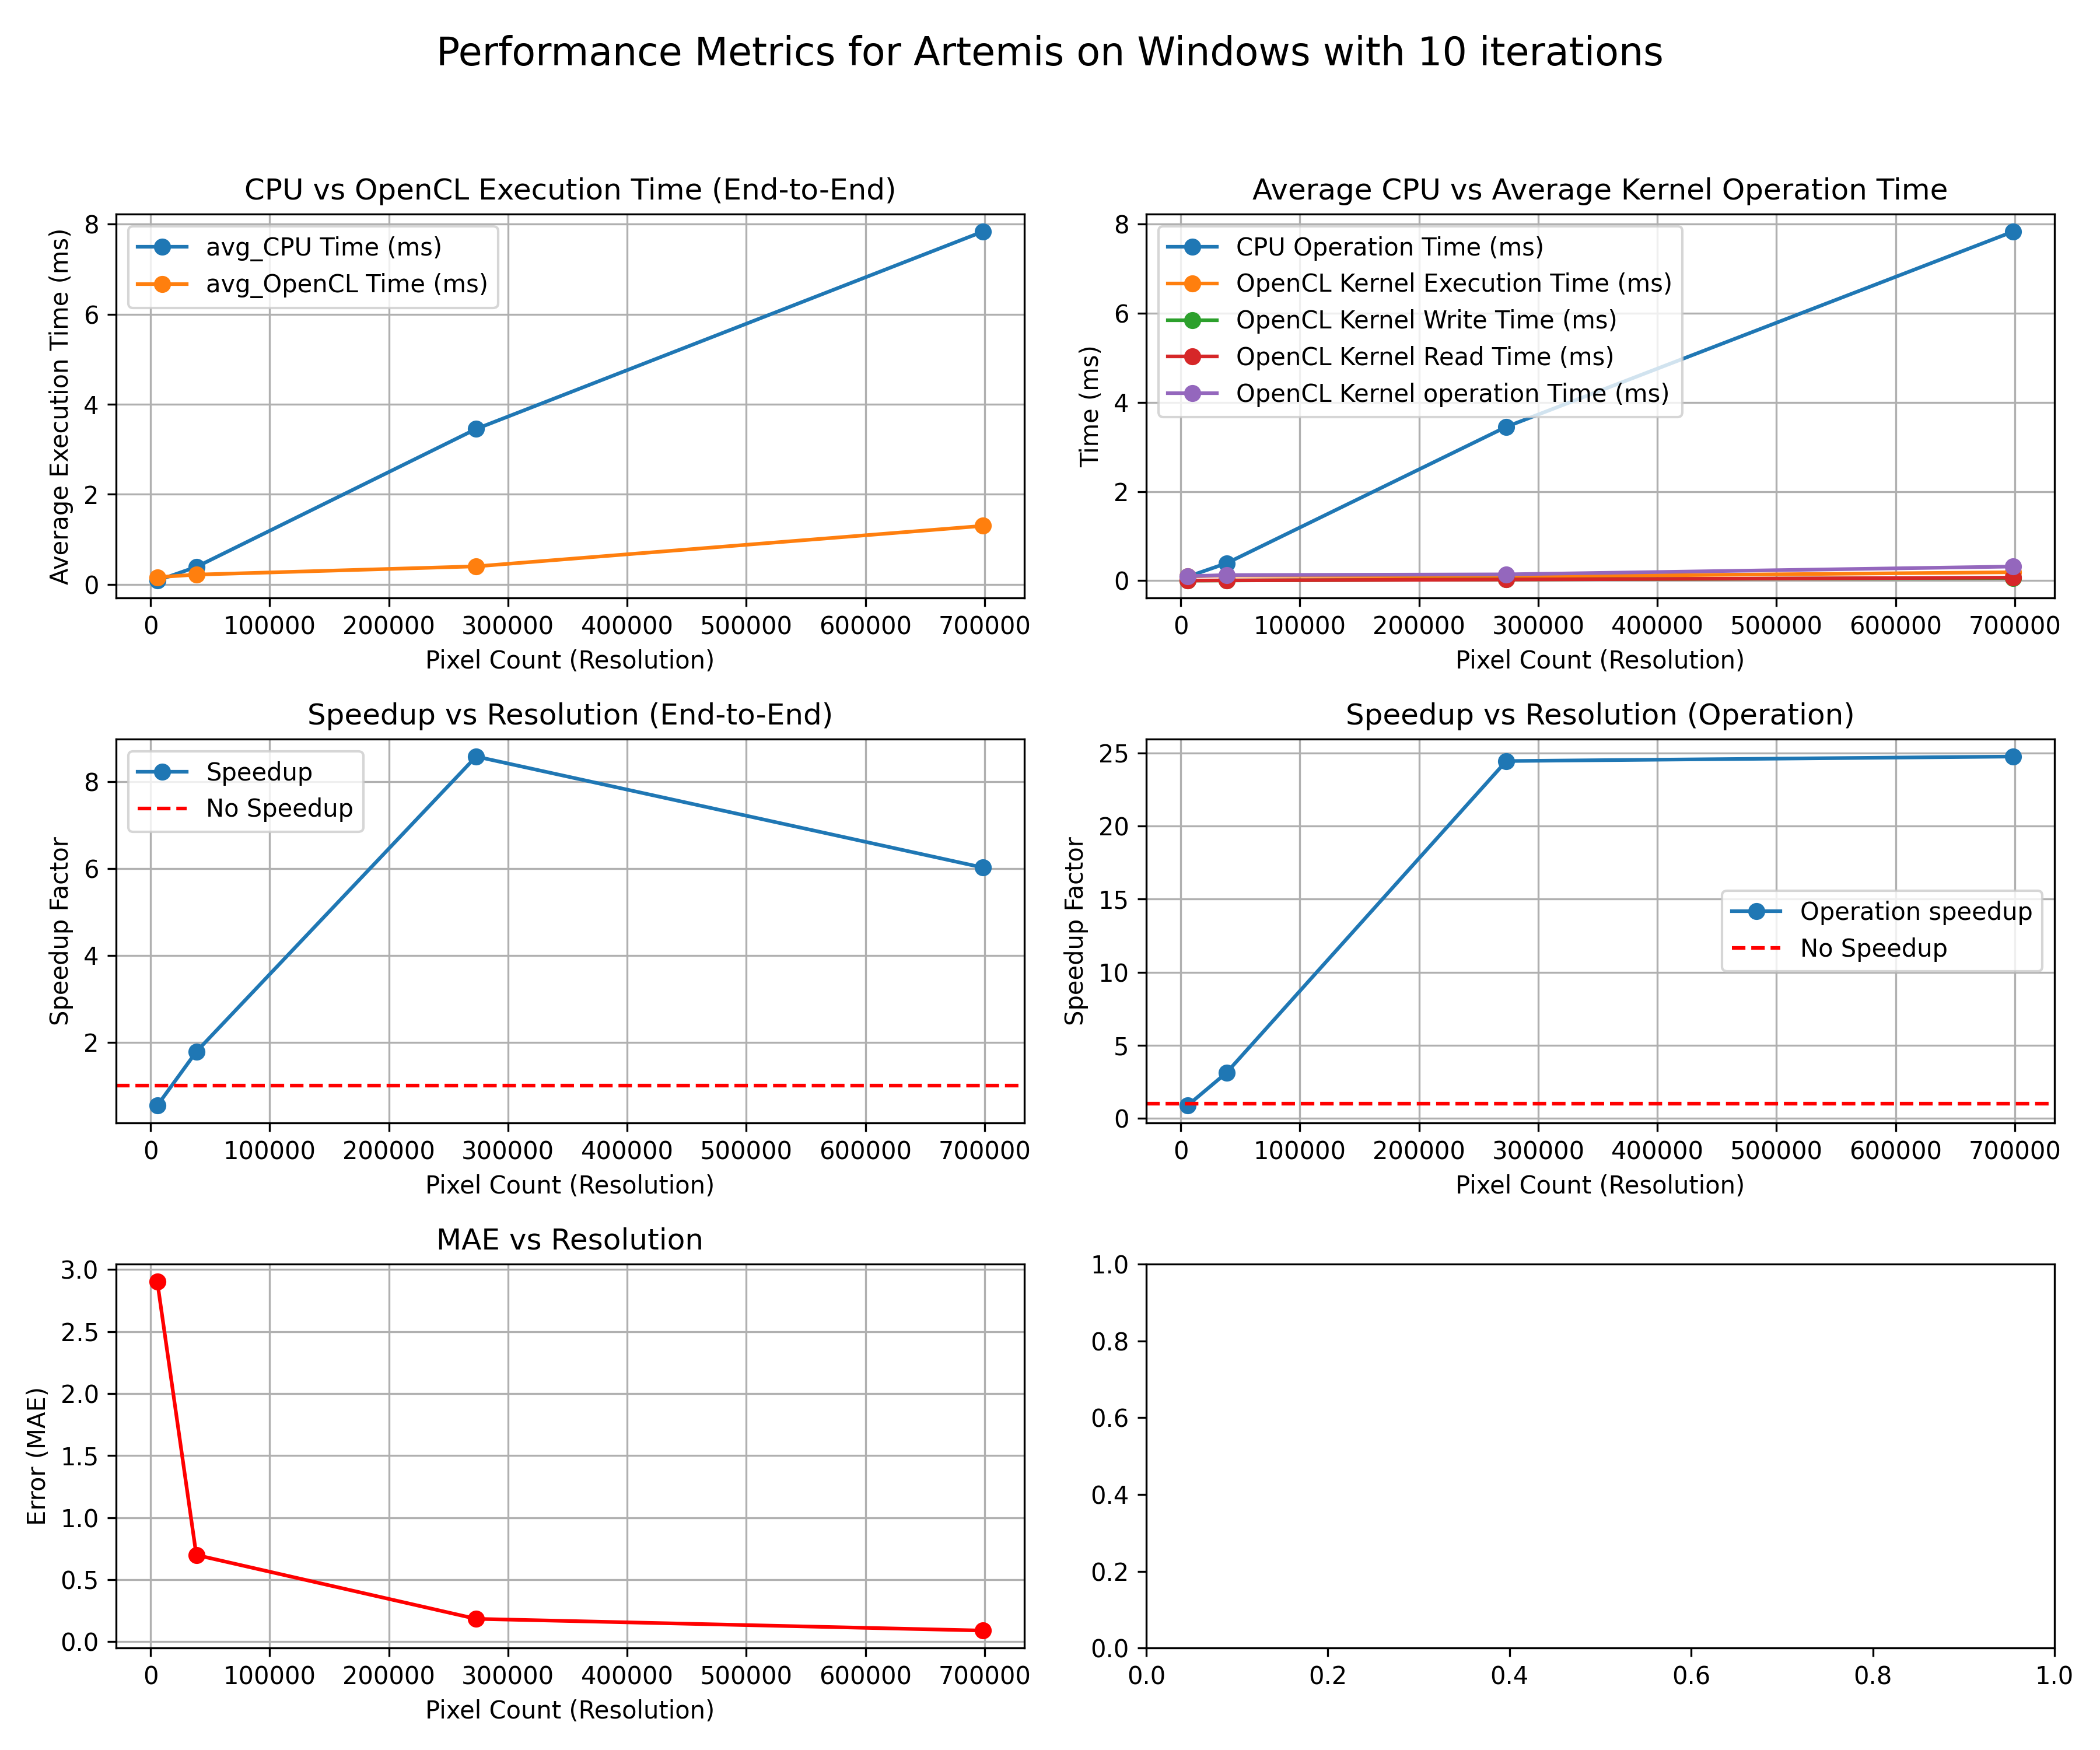 Performance Metrics for Artemis on Windows with 10 iterations
CPU vs OpenCL Execution Time (End-to-End)
Average Execution Time (ms)
8
6
4
2
0
avg_CPU Time (ms)
avg_OpenCL Time (ms)
0 100000 200000 300000 400000 500000 600000 700000
Pixel Count (Resolution)
Average CPU vs Average Kernel Operation Time
Time (ms)
8
6
4
2
0
CPU Operation Time (ms)
OpenCL Kernel Execution Time (ms)
OpenCL Kernel Write Time (ms)
OpenCL Kernel Read Time (ms)
OpenCL Kernel operation Time (ms)
0 100000 200000 300000 400000 500000 600000 700000
Pixel Count (Resolution)
Speedup vs Resolution (End-to-End)
Speedup Factor
8
6
4
2
Speedup
No Speedup
0 100000 200000 300000 400000 500000 600000 700000
Pixel Count (Resolution)
Speedup vs Resolution (Operation)
Speedup Factor
25
20
15
10
5
0
Operation speedup
No Speedup
0 100000 200000 300000 400000 500000 600000 700000
Pixel Count (Resolution)
MAE vs Resolution
Error (MAE)
3.0
2.5
2.0
1.5
1.0
0.5
0.0
0 100000 200000 300000 400000 500000 600000 700000
Pixel Count (Resolution)
1.0
0.8
0.6
0.4
0.2
0.0
0.0 0.2 0.4 0.6 0.8 1.0